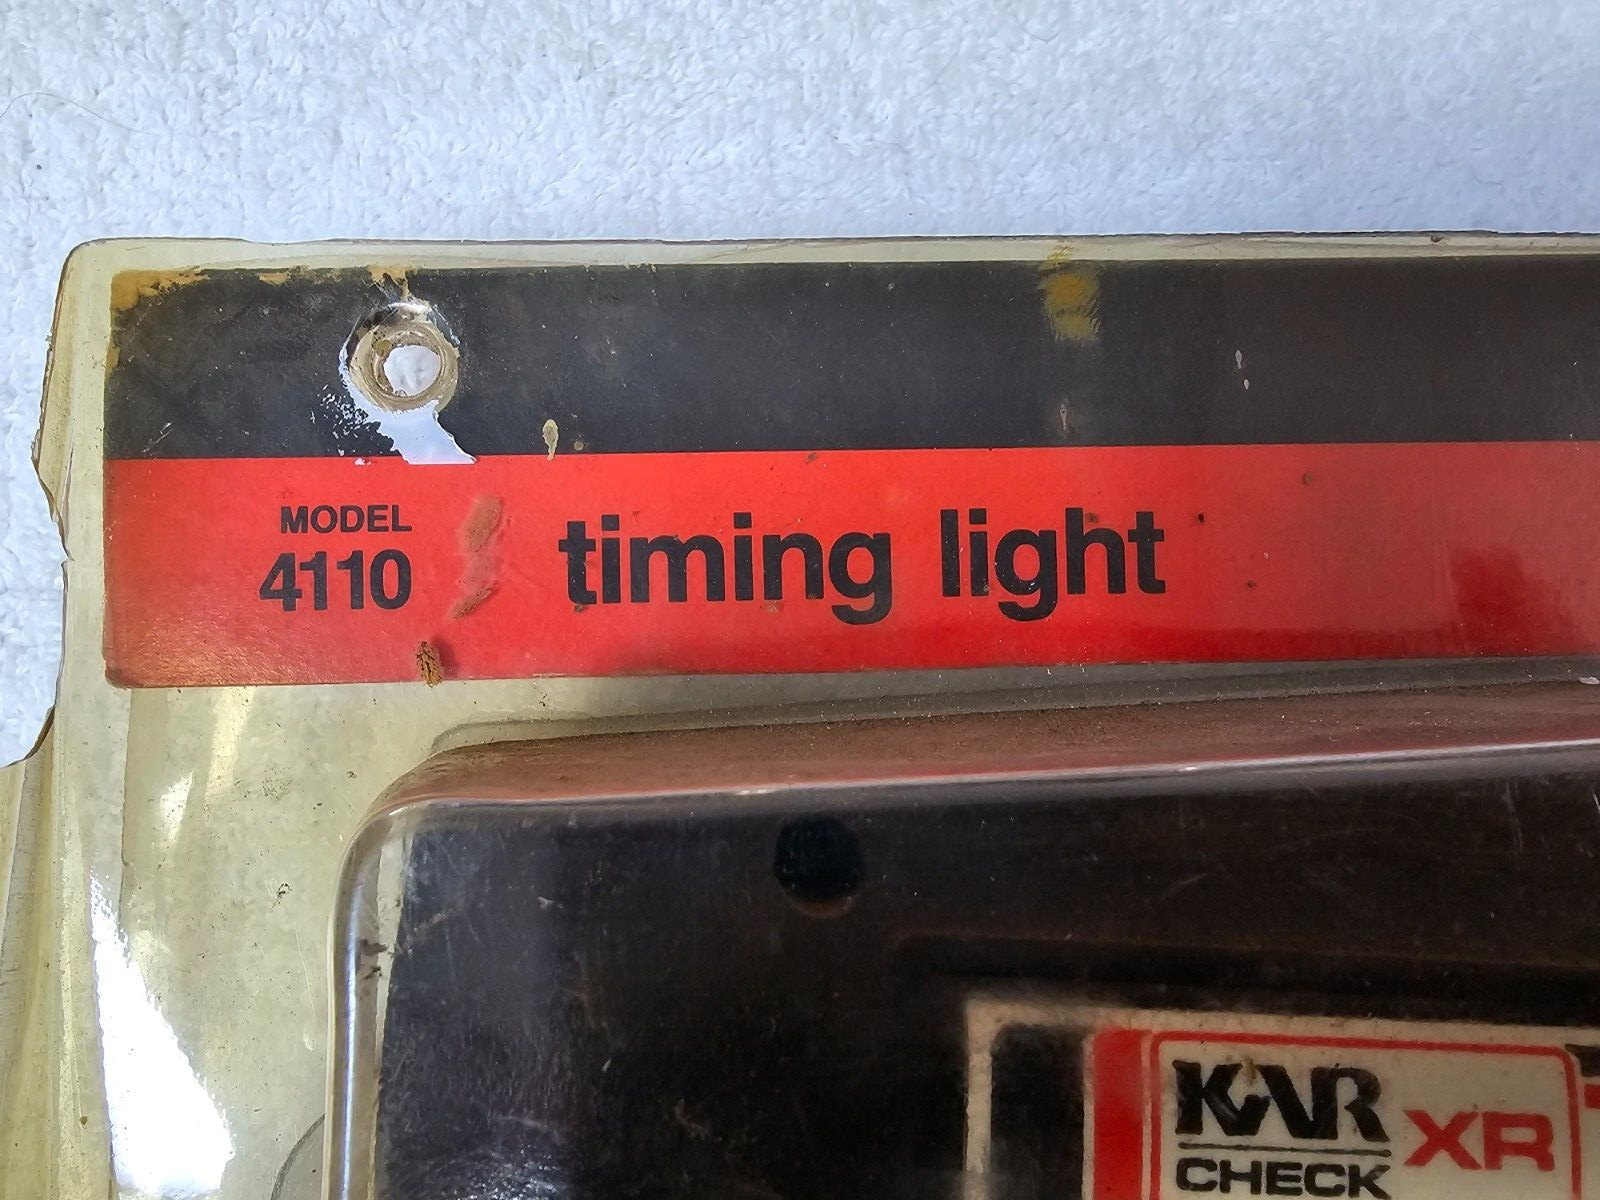 MODEL
4110
timing light
KAR
CHECK
XR